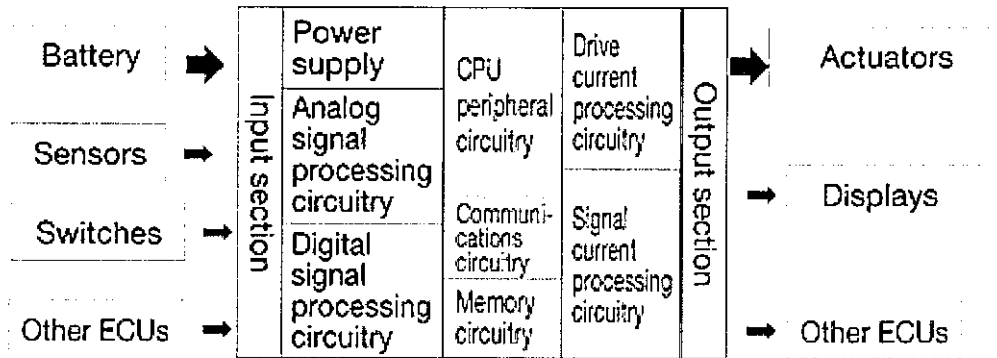 Battery
Sensors
Switches
Other ECUs
Input section
Power
supply
Analog
signal
processing
circuitry
Digital
signal
processing
circuitry
CPU
peripheral
circuitry
Communi-
cations
circuitry
Memory
circuitry
Drive
current
processing
circuitry
Signal
current
processing
circuitry
Output section
Actuators
Displays
Other ECUs